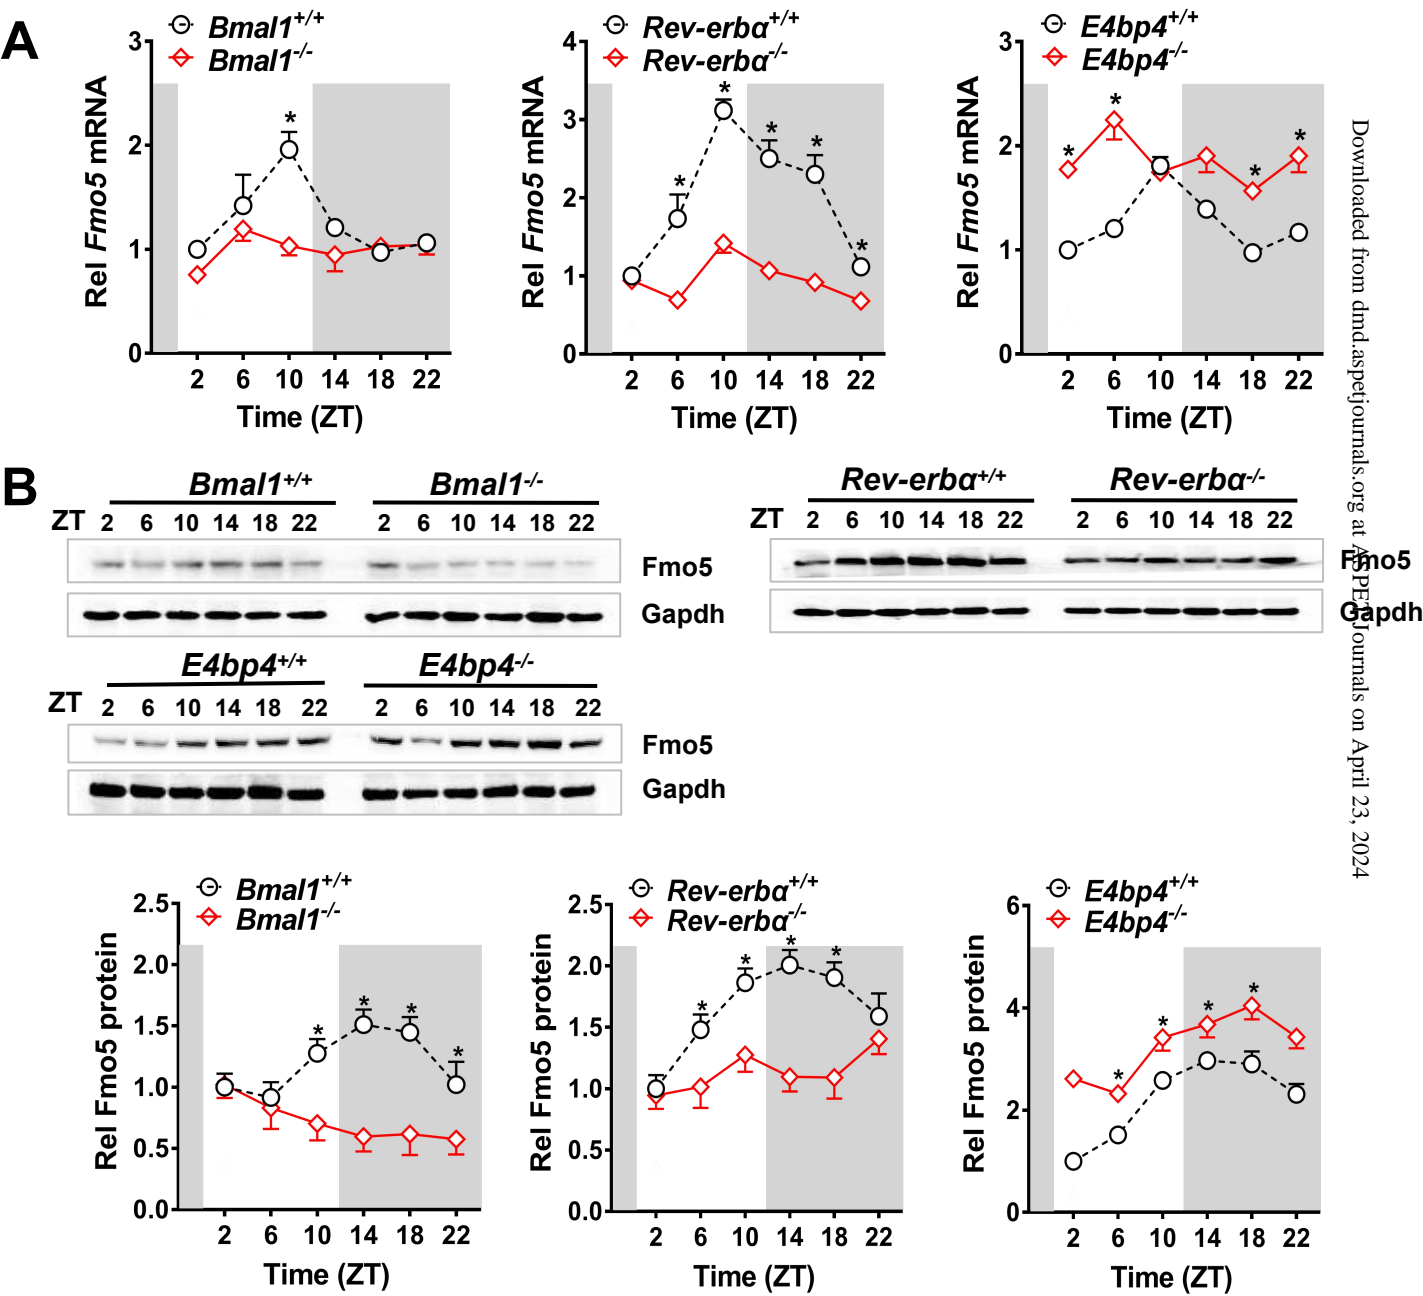 A
Bmal1+/+
Bmal1-/-
Rel Fmo5 mRNA
3
2
1
0
*
2 6 10 14 18 22
Time (ZT)
Rev-erbα+/+
Rev-erbα-/-
Rel Fmo5 mRNA
4
3
2
1
0
* * * * *
2 6 10 14 18 22
Time (ZT)
E4bp4+/+
E4bp4-/-
Rel Fmo5 mRNA
3
2
1
0
* * * *
2 6 10 14 18 22
Time (ZT)
B
Bmal1+/+ Bmal1-/-
ZT 2 6 10 14 18 22 2 6 10 14 18 22
Fmo5
Gapdh
Rev-erbα+/+ Rev-erbα-/-
ZT 2 6 10 14 18 22 2 6 10 14 18 22
Fmo5
Gapdh
E4bp4+/+ E4bp4-/-
ZT 2 6 10 14 18 22 2 6 10 14 18 22
Fmo5
Gapdh
Bmal1+/+
Bmal1-/-
Rel Fmo5 protein
2.5
2.0
1.5
1.0
0.5
0.0
* * * *
2 6 10 14 18 22
Time (ZT)
Rev-erbα+/+
Rev-erbα-/-
Rel Fmo5 protein
2.5
2.0
1.5
1.0
0.5
0.0
* * * *
2 6 10 14 18 22
Time (ZT)
E4bp4+/+
E4bp4-/-
Rel Fmo5 protein
6
4
2
0
* * * *
2 6 10 14 18 22
Time (ZT)
Downloaded from dmd.aspetjournals.org at ASPET Journals on April 23, 2024